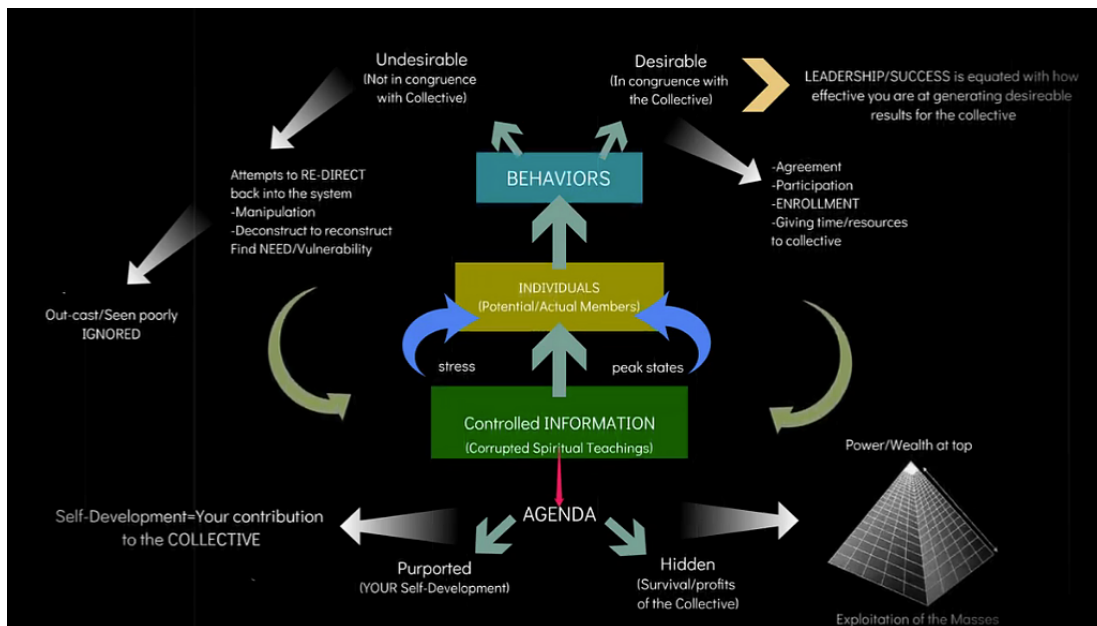 Undesirable
(Not in congruence
with Collective)
Desirable
(In congruence with
the Collective)
LEADERSHIP/SUCCESS is equated with how
effective you are at generating desireable
results for the collective
BEHAVIORS
Attempts to RE-DIRECT
back into the system
-Manipulation
-Deconstruct to reconstruct
Find NEED/Vulnerability
-Agreement
-Participation
-ENROLLMENT
-Giving time/resources
to collective
INDIVIDUALS
(Potential/Actual Members)
Out-cast/Seen poorly
IGNORED
stress
peak states
Controlled INFORMATION
(Corrupted Spiritual Teachings)
Power/Wealth at top
AGENDA
Self-Development=Your contribution
to the COLLECTIVE
Purported
(YOUR Self-Development)
Hidden
(Survival/profits
of the Collective)
Exploitation of the Masses